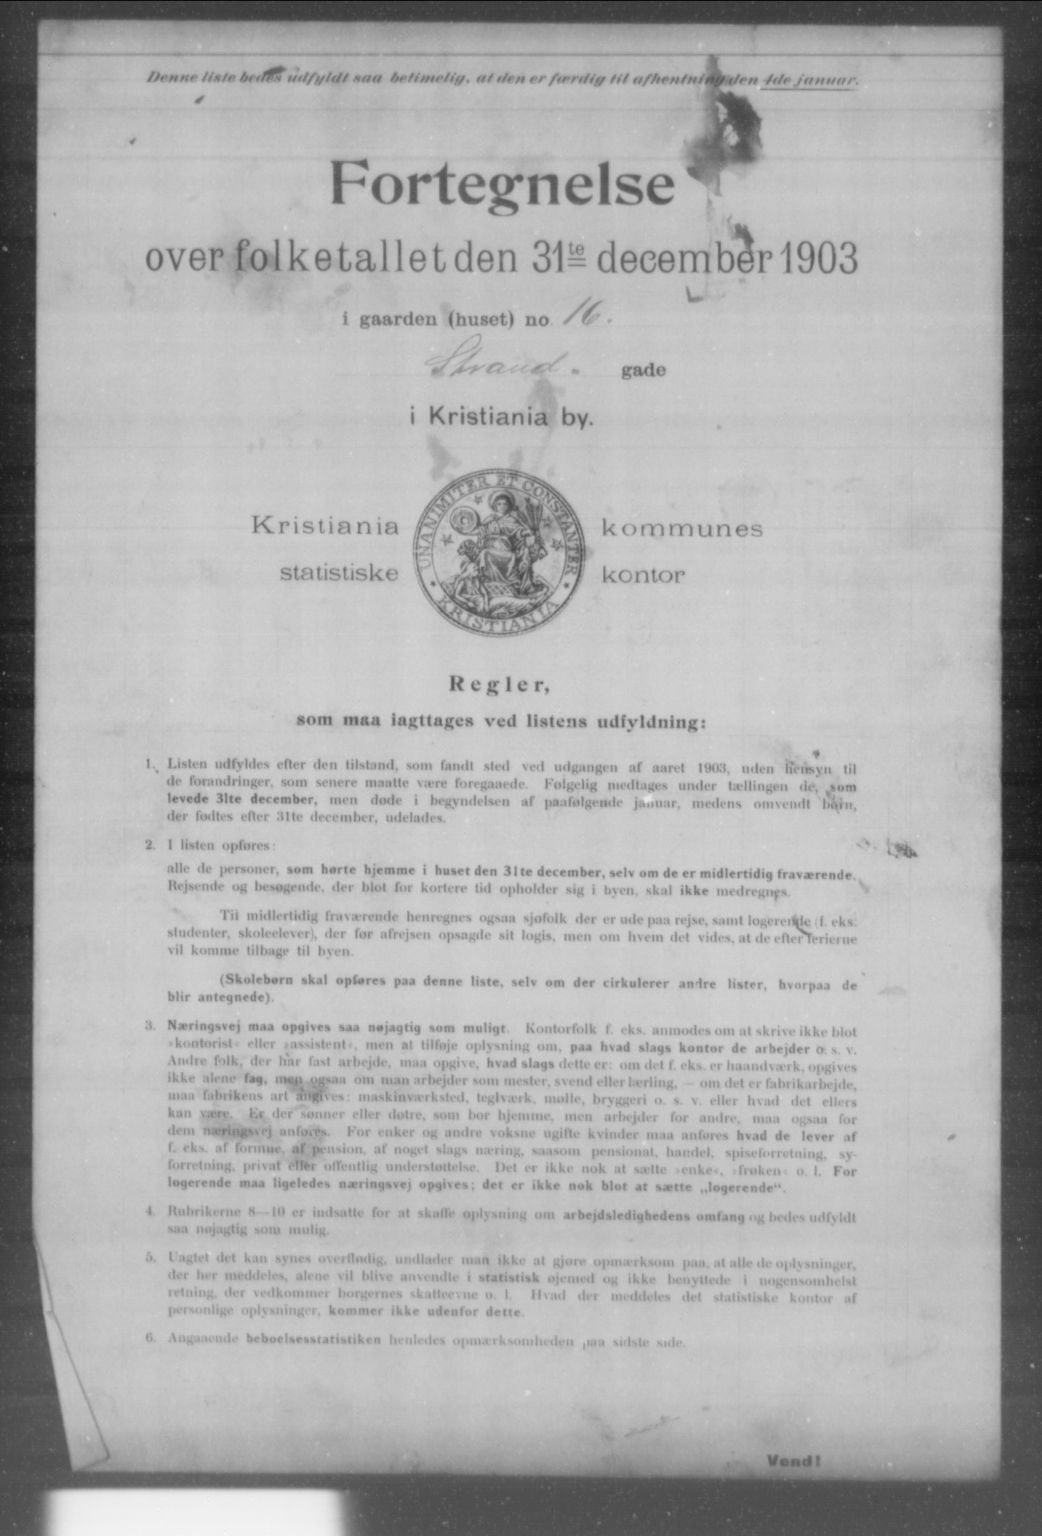 Denne liste bedes udfyldt saa betimelig, at den er færdig til afhentning den 4de januar.
Fortegnelse
over folketallet den 31te december 1903
i gaarden (huset) no. 16.
Strand- gade
i Kristiania by.
Kristiania kommunes
statistiske kontor
UNANIMITER ET CONSTANTER
KRISTIANIA
Regler,
som maa iagttages ved listens udfyldning:
1. Listen udfyldes efter den tilstand, som fandt sted ved udgangen af aaret 1903, uden hensyn til
de forandringer, som senere maatte være foregaaede. Følgelig medtages under tællingen de, som
levede 31te december, men døde i begyndelsen af paafølgende januar, medens omvendt børn,
der fødtes efter 31te december, udelades.
2. I listen opføres:
alle de personer, som hørte hjemme i huset den 31te december, selv om de er midlertidig fraværende.
Rejsende og besøgende, der blot for kortere tid opholder sig i byen, skal ikke medregnes.
Til midlertidig fraværende henregnes ogsaa sjøfolk der er ude paa rejse, samt logerende (f. eks.
studenter, skoleelever), der før afrejsen opsagde sit logis, men om hvem det vides, at de efter ferierne
vil komme tilbage til byen.
(Skolebørn skal opføres paa denne liste, selv om der cirkulerer andre lister, hvorpaa de
blir antegnede).
3. Næringsvej maa opgives saa nøjagtig som muligt. Kontorfolk f. eks. anmodes om at skrive ikke blot
»kontorist« eller »assistent«, men at tilføje oplysning om, paa hvad slags kontor de arbejder o. s. v.
Andre folk, der har fast arbejde, maa opgive, hvad slags dette er: om det f. eks. er haandværk, opgives
ikke alene fag, men ogsaa om man arbejder som mester, svend eller lærling, — om det er fabrikarbejde,
maa fabrikens art angives: maskinværksted, teglværk, mølle, bryggeri o. s. v. eller hvad det ellers
kan være. Er der sønner eller døtre, som bor hjemme, men arbejder for andre, maa ogsaa for
dem næringsvej anføres. For enker og andre voksne ugifte kvinder maa anføres hvad de lever af
f. eks. af formue, af pension, af noget slags næring, saasom pensionat, handel, spiseforretning, sy-
forretning, privat eller offentlig understøttelse. Det er ikke nok at sætte »enke«, »frøken« o. l. For
logerende maa ligeledes næringsvej opgives; det er ikke nok blot at sætte „logerende“.
4. Rubrikerne 8—10 er indsatte for at skaffe oplysning om arbejdsledighedens omfang og bedes udfyldt
saa nøjagtig som mulig.
5. Uagtet det kan synes overflødig, undlader man ikke at gjøre opmærksom paa, at alle de oplysninger,
der her meddeles, alene vil blive anvendte i statistisk øjemed og ikke benyttede i nogensomhelst
retning, der vedkommer borgernes skatteevne o. l. Hvad der meddeles det statistiske kontor af
personlige oplysninger, kommer ikke udenfor dette.
6. Angaaende beboelsesstatistiken henledes opmærksomheden paa sidste side.
Vend!